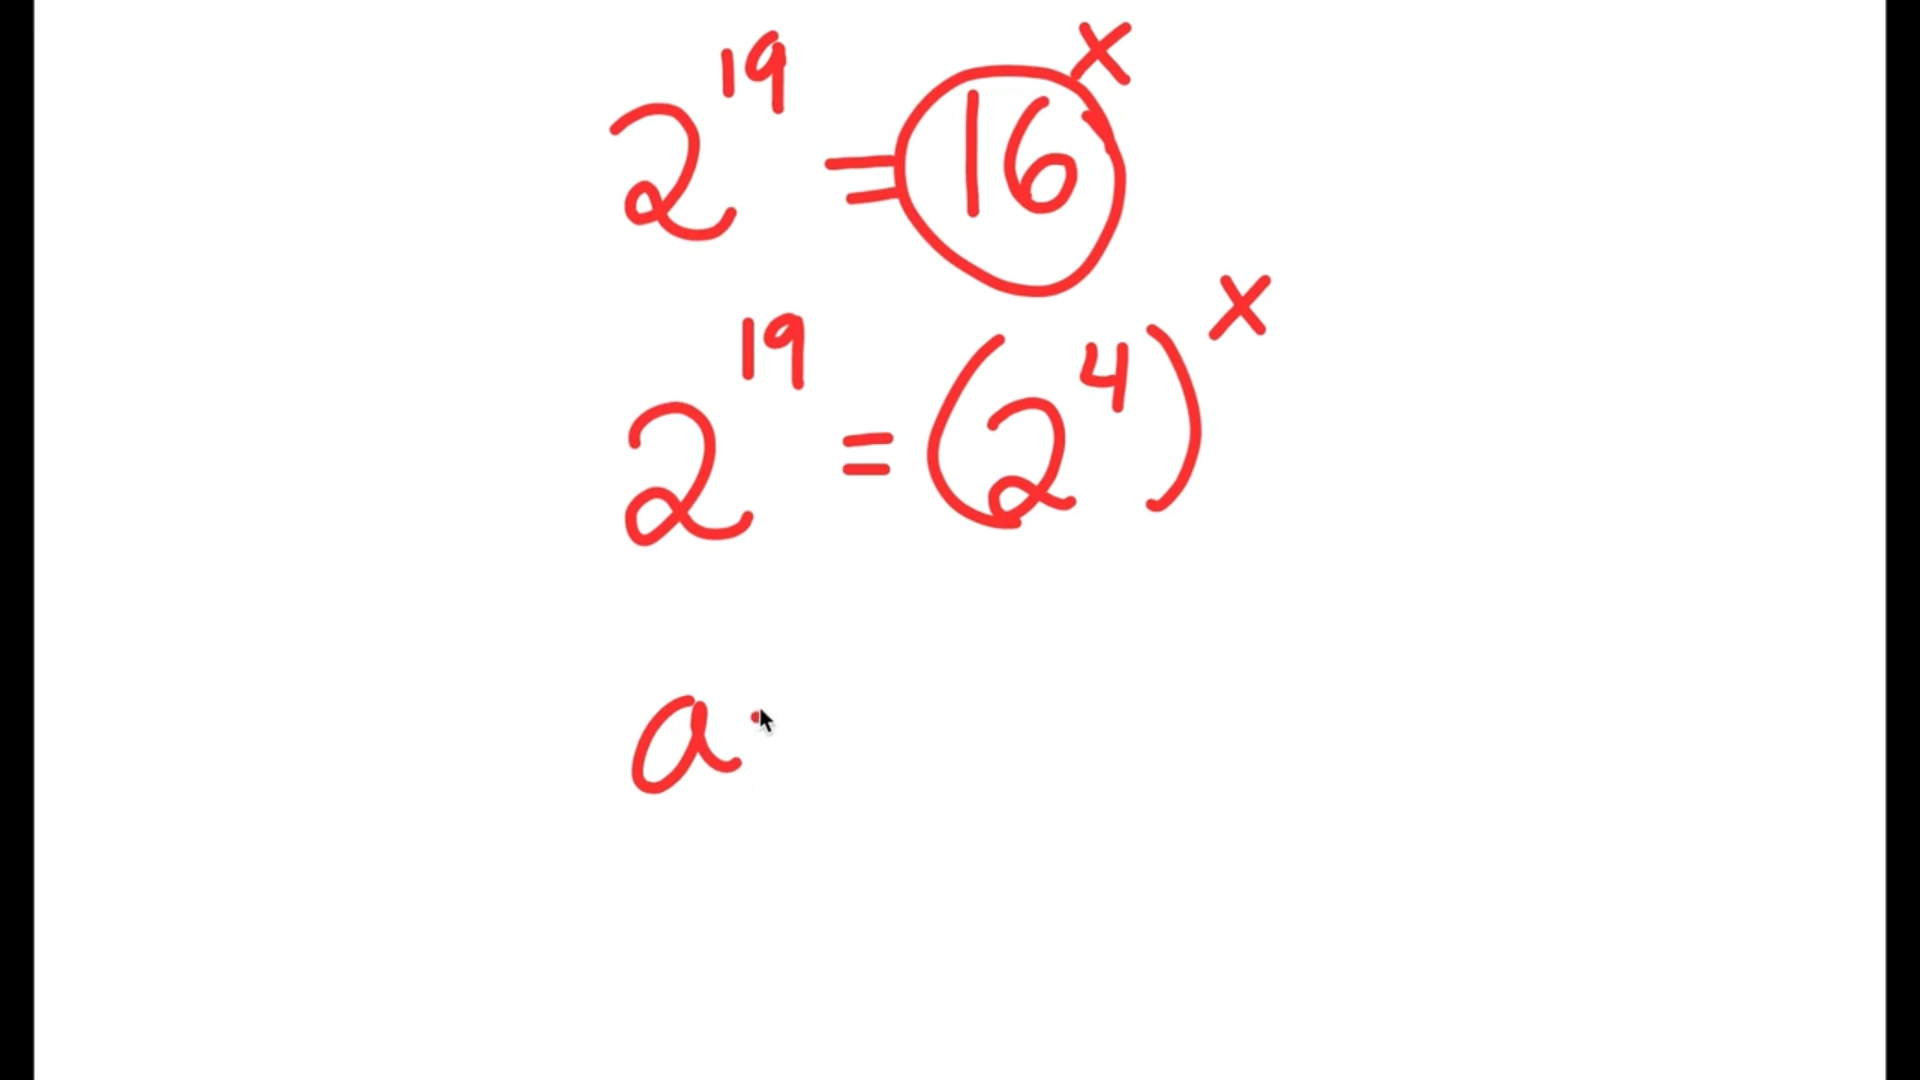 2^19 = 16^x
2^19 = (2^4)^x
a